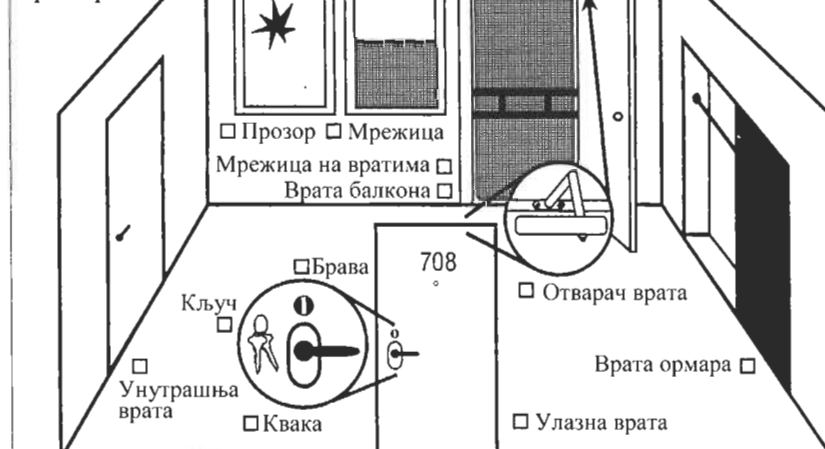 Прозор Мрежица
Мрежица на вратима
Врата балкона
708
Брава
Отварач врата
Кључ
Врата ормара
Унутрашња
врата
Квака
Улазна врата